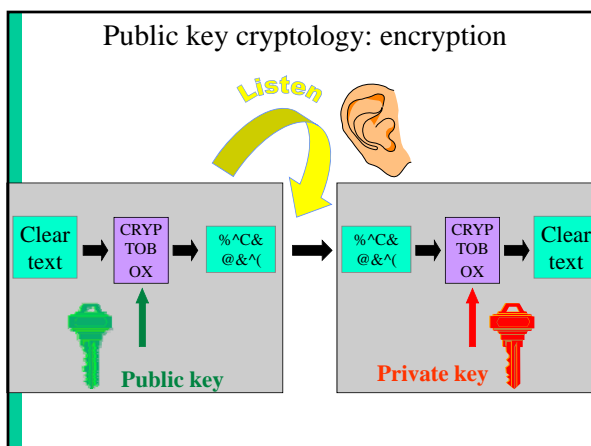 Public key cryptology: encryption
Listen
Clear
text
CRYP
TOB
OX
%^C&
@&^(
%^C&
@&^(
CRYP
TOB
OX
Clear
text
Public key
Private key